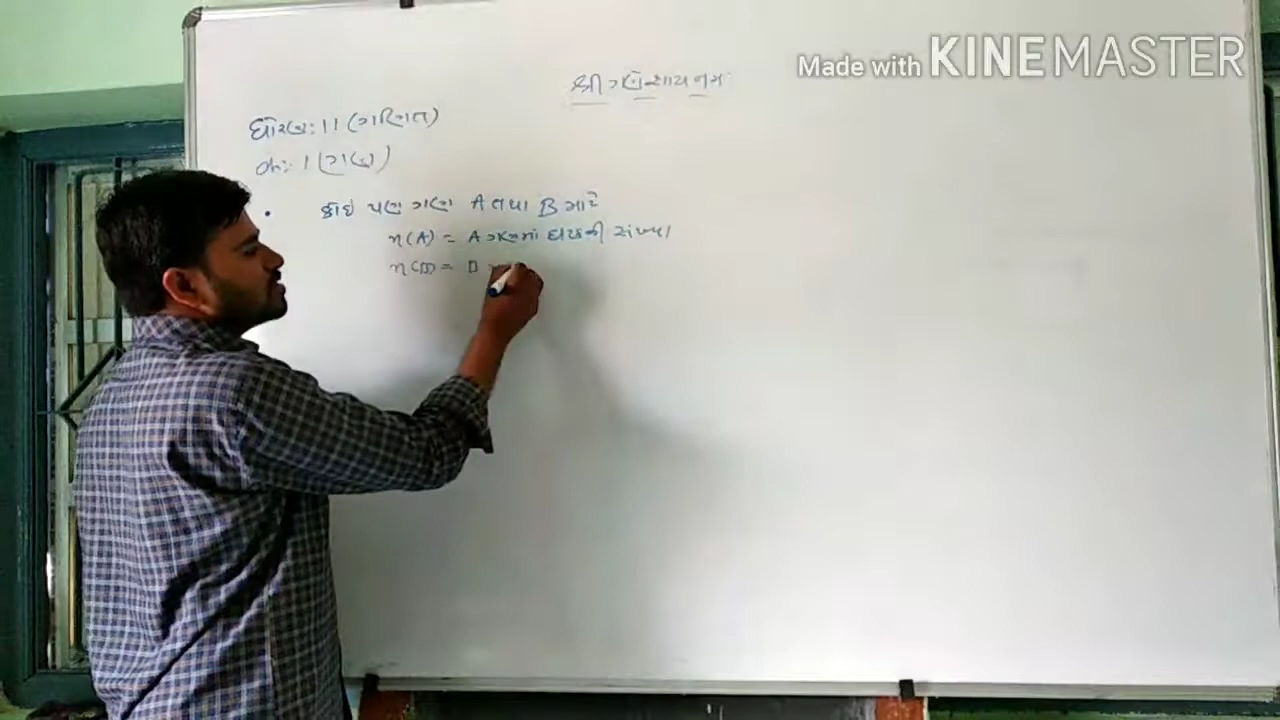 Made with KINEMASTER
શ્રી ગણેશાય નમઃ
ધોરણ: 11 (ગણિત)
પ્રક: 1 (ગણ)
• કોઇ પણ ગણ A તથા B માટે
n(A) = A ગણમાં ઘટકની સંખ્યા
n(B) = B